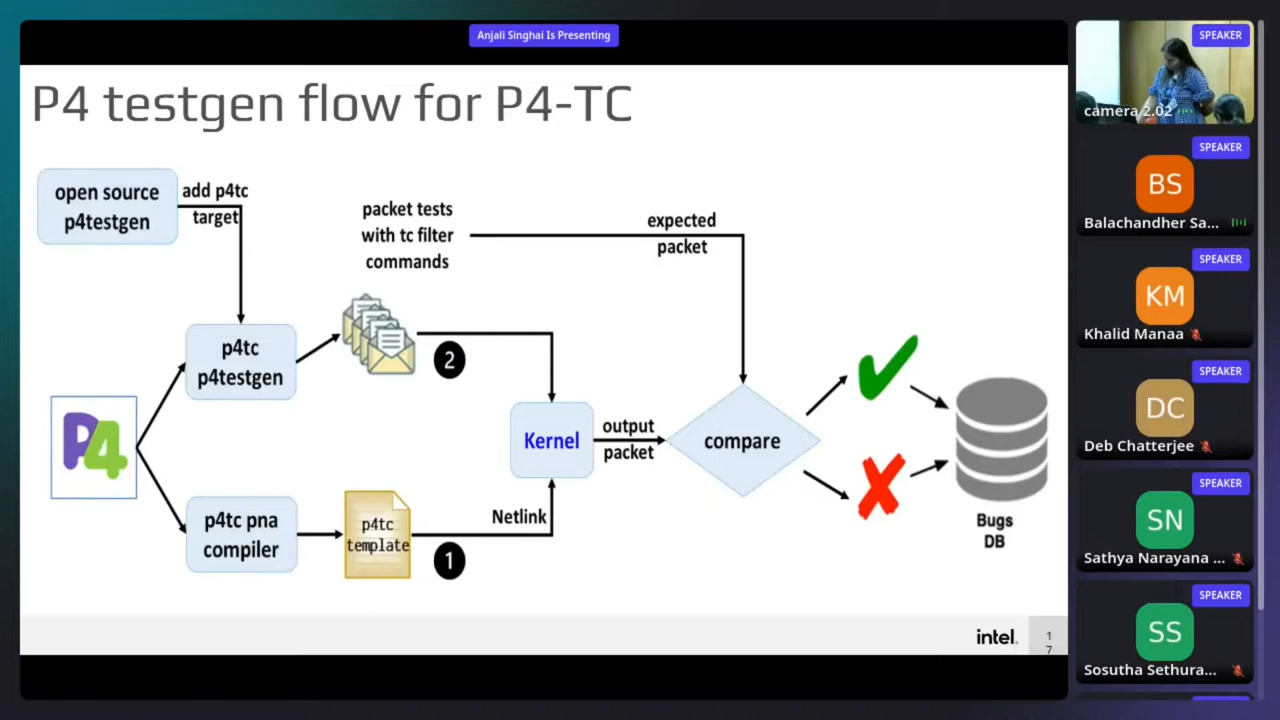 Anjali Singhai Is Presenting
P4 testgen flow for P4-TC
open source
p4testgen
add p4tc
target
packet tests
with tc filter
commands
expected
packet
p4tc
p4testgen
2
P4
Kernel
output
packet
compare
p4tc pna
compiler
p4tc
template
Netlink
1
Bugs
DB
intel.
1
7
SPEAKER
camera 2.02
SPEAKER
BS
Balachandher Sa...
SPEAKER
KM
Khalid Manaa
SPEAKER
DC
Deb Chatterjee
SPEAKER
SN
Sathya Narayana ...
SPEAKER
SS
Sosutha Sethura...